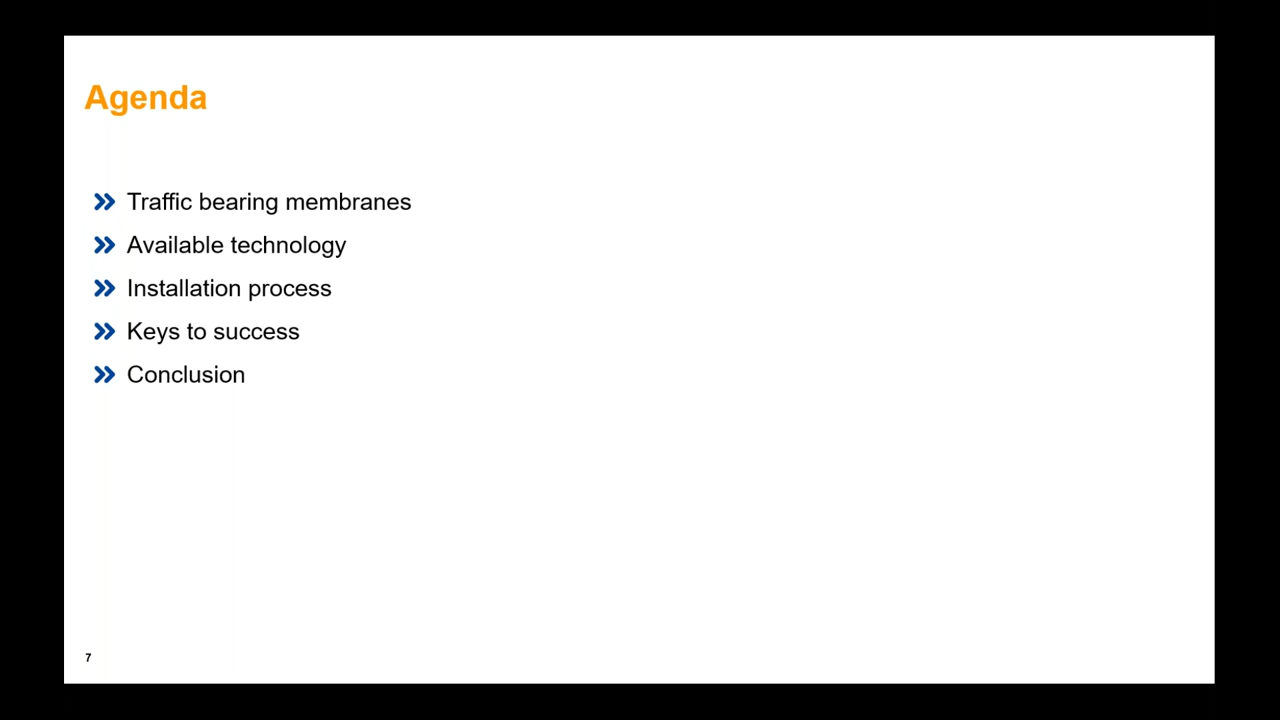 Agenda
Traffic bearing membranes
Available technology
Installation process
Keys to success
Conclusion
7